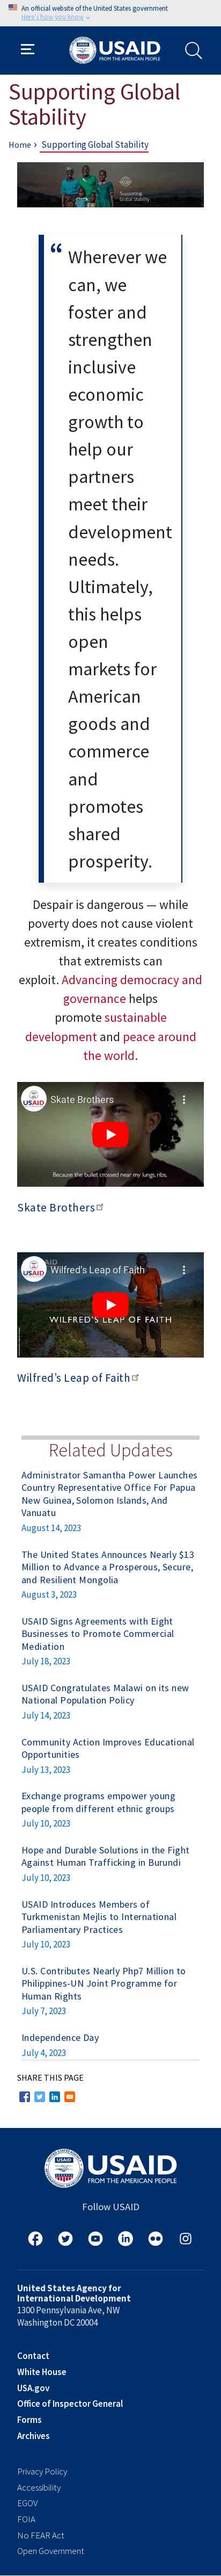 An official website of the United States government
Here's how you know
USAID
FROM THE AMERICAN PEOPLE
Supporting Global
Stability
Home › Supporting Global Stability
Supporting
Global Stability
“ Wherever we
can, we
foster and
strengthen
inclusive
economic
growth to
help our
partners
meet their
development
needs.
Ultimately,
this helps
open
markets for
American
goods and
commerce
and
promotes
shared
prosperity.
Despair is dangerous — while
poverty does not cause violent
extremism, it creates conditions
that extremists can
exploit. Advancing democracy and
governance helps
promote sustainable
development and peace around
the world.
USAID
Skate Brothers
Because the bullet crossed near my lungs, ribs,
Skate Brothers
USAID
Wilfred's Leap of Faith
WILFRED'S LEAP OF FAITH
Wilfred’s Leap of Faith
Related Updates
Administrator Samantha Power Launches
Country Representative Office For Papua
New Guinea, Solomon Islands, And
Vanuatu
August 14, 2023
The United States Announces Nearly $13
Million to Advance a Prosperous, Secure,
and Resilient Mongolia
August 3, 2023
USAID Signs Agreements with Eight
Businesses to Promote Commercial
Mediation
July 18, 2023
USAID Congratulates Malawi on its new
National Population Policy
July 14, 2023
Community Action Improves Educational
Opportunities
July 13, 2023
Exchange programs empower young
people from different ethnic groups
July 10, 2023
Hope and Durable Solutions in the Fight
Against Human Trafficking in Burundi
July 10, 2023
USAID Introduces Members of
Turkmenistan Mejlis to International
Parliamentary Practices
July 10, 2023
U.S. Contributes Nearly Php7 Million to
Philippines-UN Joint Programme for
Human Rights
July 7, 2023
Independence Day
July 4, 2023
SHARE THIS PAGE
USAID
FROM THE AMERICAN PEOPLE
Follow USAID
United States Agency for
International Development
1300 Pennsylvania Ave, NW
Washington DC 20004
Contact
White House
USA.gov
Office of Inspector General
Forms
Archives
Privacy Policy
Accessibility
EGOV
FOIA
No FEAR Act
Open Government